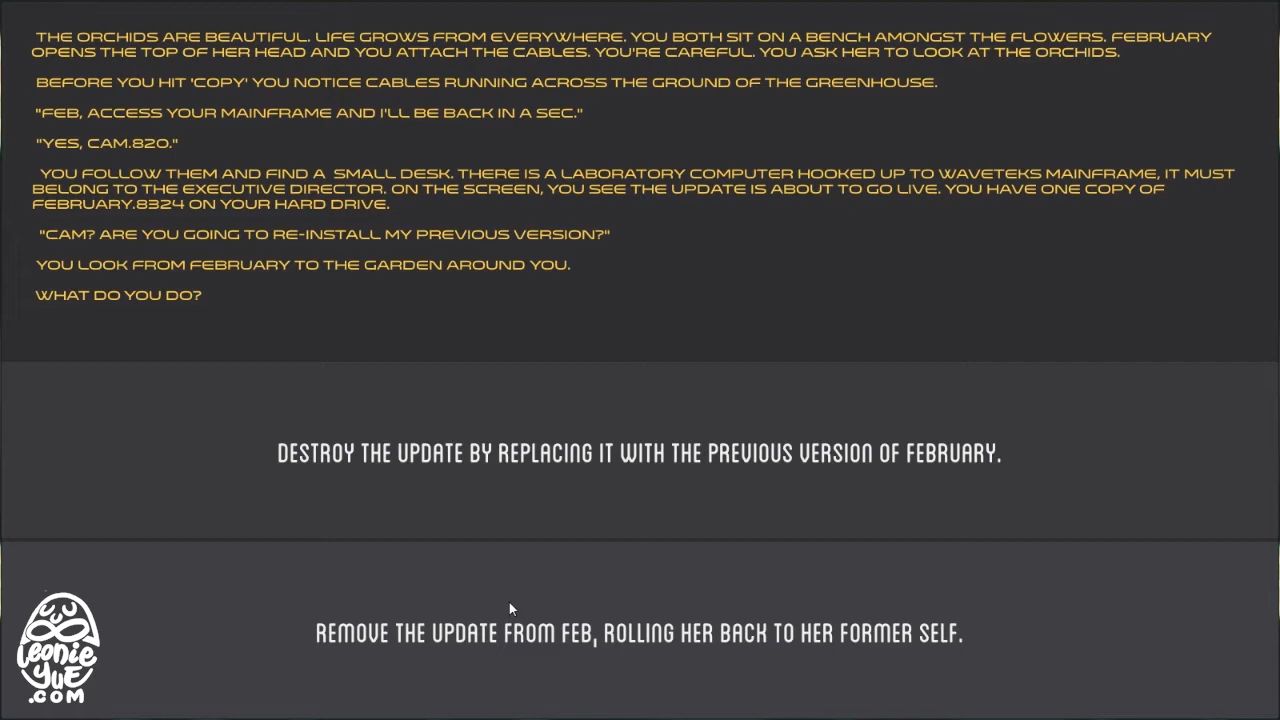 THE ORCHIDS ARE BEAUTIFUL. LIFE GROWS FROM EVERYWHERE. YOU BOTH SIT ON A BENCH AMONGST THE FLOWERS. FEBRUARY
OPENS THE TOP OF HER HEAD AND YOU ATTACH THE CABLES. YOU'RE CAREFUL. YOU ASK HER TO LOOK AT THE ORCHIDS.
BEFORE YOU HIT 'COPY' YOU NOTICE CABLES RUNNING ACROSS THE GROUND OF THE GREENHOUSE.
"FEB, ACCESS YOUR MAINFRAME AND I'LL BE BACK IN A SEC."
"YES, CAM.820."
YOU FOLLOW THEM AND FIND A SMALL DESK. THERE IS A LABORATORY COMPUTER HOOKED UP TO WAVETEKS MAINFRAME, IT MUST
BELONG TO THE EXECUTIVE DIRECTOR. ON THE SCREEN, YOU SEE THE UPDATE IS ABOUT TO GO LIVE. YOU HAVE ONE COPY OF
FEBRUARY.8324 ON YOUR HARD DRIVE.
"CAM? ARE YOU GOING TO RE-INSTALL MY PREVIOUS VERSION?"
YOU LOOK FROM FEBRUARY TO THE GARDEN AROUND YOU.
WHAT DO YOU DO?
DESTROY THE UPDATE BY REPLACING IT WITH THE PREVIOUS VERSION OF FEBRUARY.
REMOVE THE UPDATE FROM FEB, ROLLING HER BACK TO HER FORMER SELF.
leonie
YuE
.COM